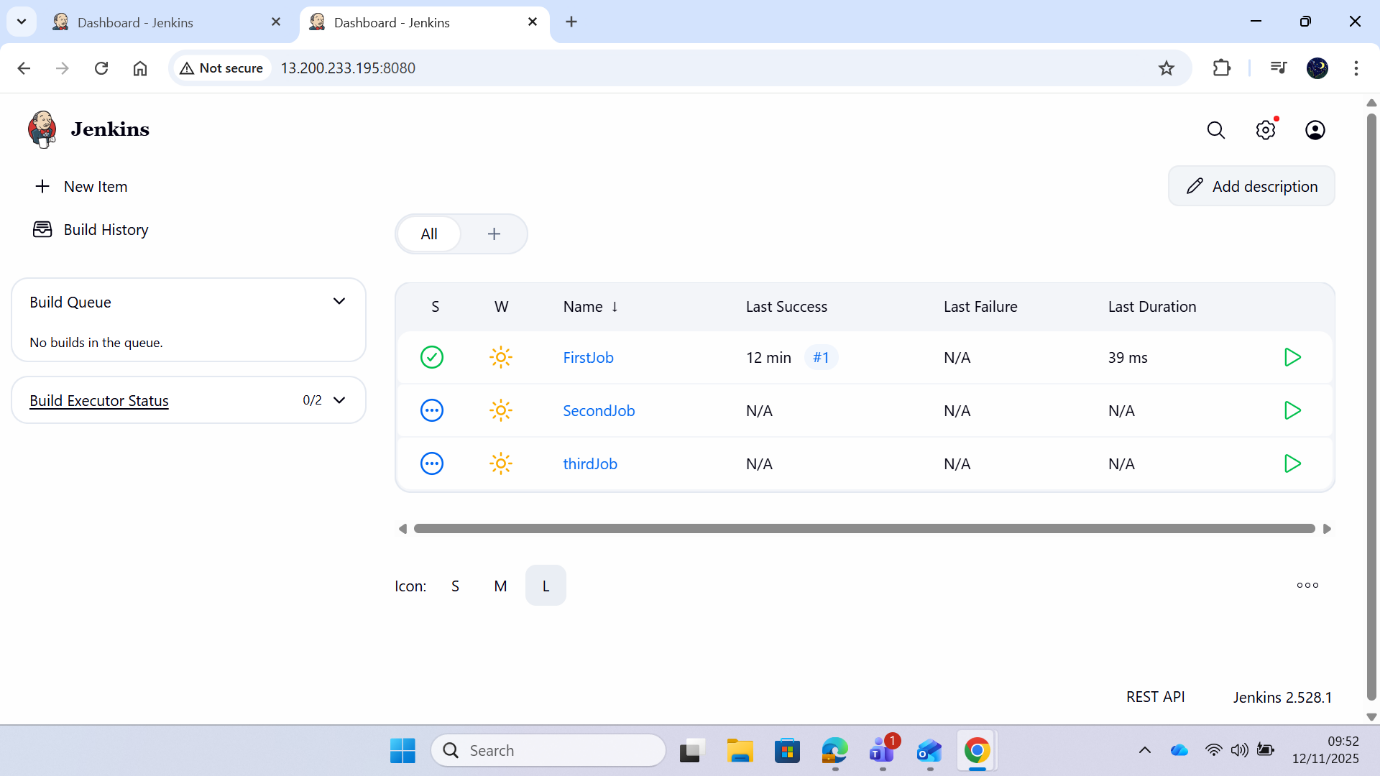 Dashboard - Jenkins
Dashboard - Jenkins
Not secure
13.200.233.195:8080
Jenkins
New Item
Add description
Build History
All
Build Queue
No builds in the queue.
Build Executor Status 0/2
S W Name ↓ Last Success Last Failure Last Duration
FirstJob 12 min #1 N/A 39 ms
SecondJob N/A N/A N/A
thirdJob N/A N/A N/A
Icon: S M L
REST API Jenkins 2.528.1
Search
1
09:52
12/11/2025